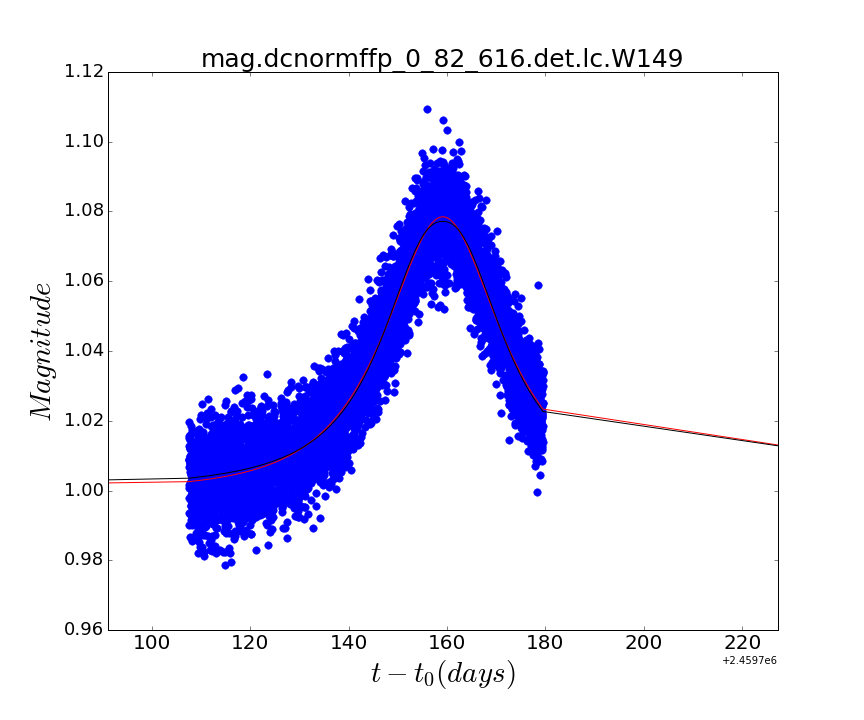 mag.dcnormffp_0_82_616.det.lc.W149
1.12
1.10
1.08
1.06
1.04
1.02
1.00
0.98
0.96
Magnitude
100 120 140 160 180 200 220
+2.4597e6
t − t₀(days)